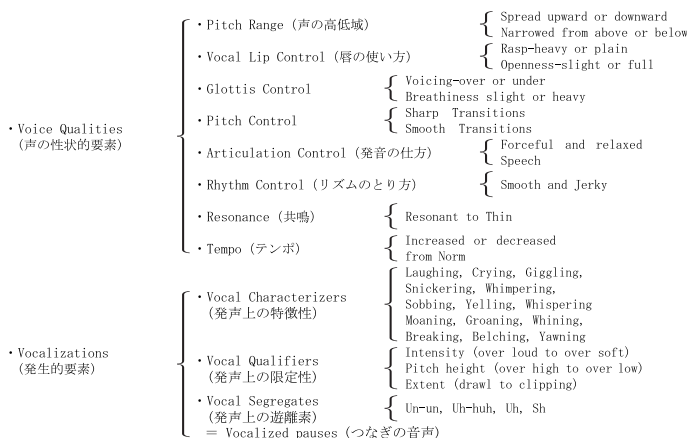 ・Voice Qualities
(声の性状的要素)
・Pitch Range (声の高低域)
Spread upward or downward
Narrowed from above or below
・Vocal Lip Control (唇の使い方)
Rasp-heavy or plain
Openness-slight or full
・Glottis Control
Voicing-over or under
Breathiness slight or heavy
・Pitch Control
Sharp Transitions
Smooth Transitions
・Articulation Control (発音の仕方)
Forceful and relaxed
Speech
・Rhythm Control (リズムのとり方)
Smooth and Jerky
・Resonance (共鳴)
Resonant to Thin
・Tempo (テンポ)
Increased or decreased
from Norm
・Vocalizations
(発生的要素)
・Vocal Characterizers
(発声上の特徴性)
Laughing, Crying, Giggling,
Snickering, Whimpering,
Sobbing, Yelling, Whispering
Moaning, Groaning, Whining,
Breaking, Belching, Yawning
・Vocal Qualifiers
(発声上の限定性)
Intensity (over loud to over soft)
Pitch height (over high to over low)
Extent (drawl to clipping)
・Vocal Segregates
(発声上の遊離素)
= Vocalized pauses (つなぎの音声)
Un-un, Uh-huh, Uh, Sh